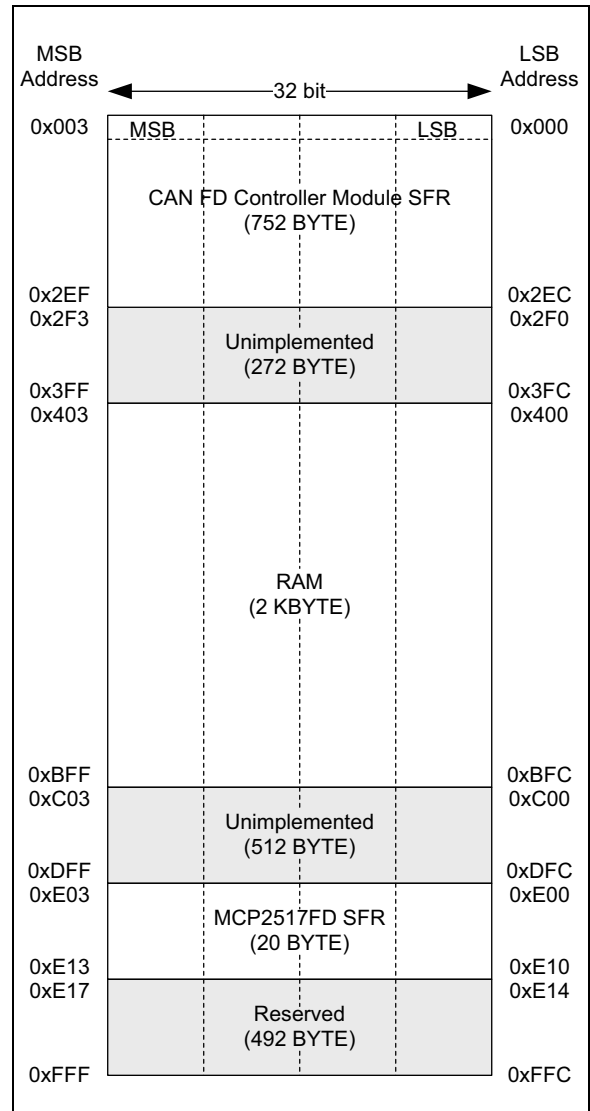 MSB Address LSB Address
32 bit
0x003 MSB LSB 0x000
CAN FD Controller Module SFR
(752 BYTE)
0x2EF 0x2EC
0x2F3 0x2F0
Unimplemented
(272 BYTE)
0x3FF 0x3FC
0x403 0x400
RAM
(2 KBYTE)
0xBFF 0xBFC
0xC03 0xC00
Unimplemented
(512 BYTE)
0xDFF 0xDFC
0xE03 0xE00
MCP2517FD SFR
(20 BYTE)
0xE13 0xE10
0xE17 0xE14
Reserved
(492 BYTE)
0xFFF 0xFFC